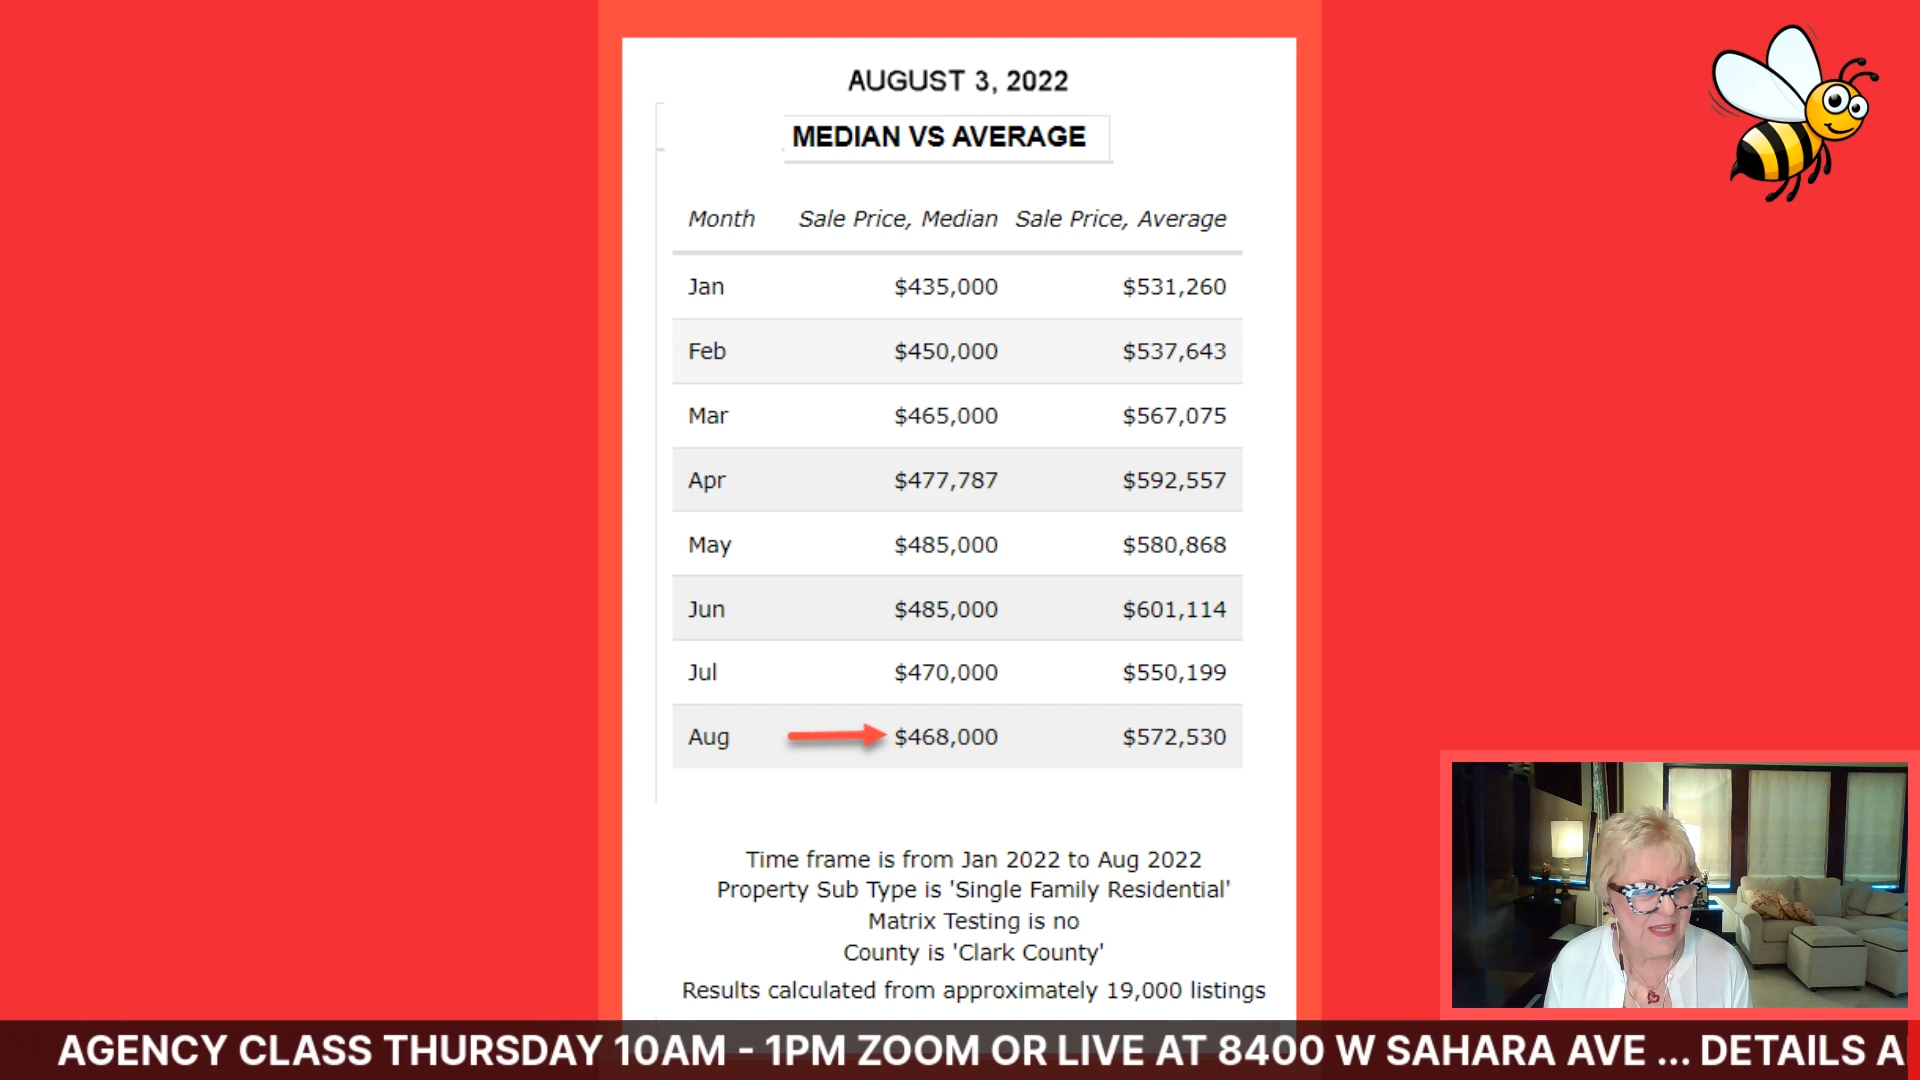 AUGUST 3, 2022
MEDIAN VS AVERAGE
Month Sale Price, Median Sale Price, Average
Jan $435,000 $531,260
Feb $450,000 $537,643
Mar $465,000 $567,075
Apr $477,787 $592,557
May $485,000 $580,868
Jun $485,000 $601,114
Jul $470,000 $550,199
Aug $468,000 $572,530
Time frame is from Jan 2022 to Aug 2022
Property Sub Type is 'Single Family Residential'
Matrix Testing is no
County is 'Clark County'
Results calculated from approximately 19,000 listings
AGENCY CLASS THURSDAY 10AM - 1PM ZOOM OR LIVE AT 8400 W SAHARA AVE ... DETAILS A